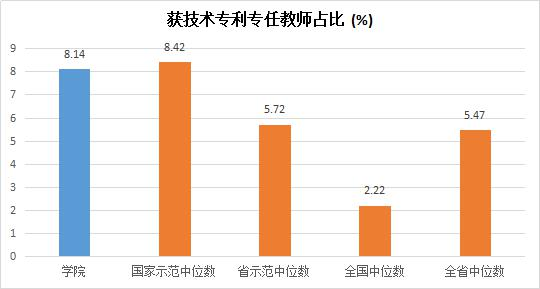 获技术专利专任教师占比 (%)
9
8
7
6
5
4
3
2
1
0
8.14
8.42
5.72
2.22
5.47
学院
国家示范中位数
省示范中位数
全国中位数
全省中位数